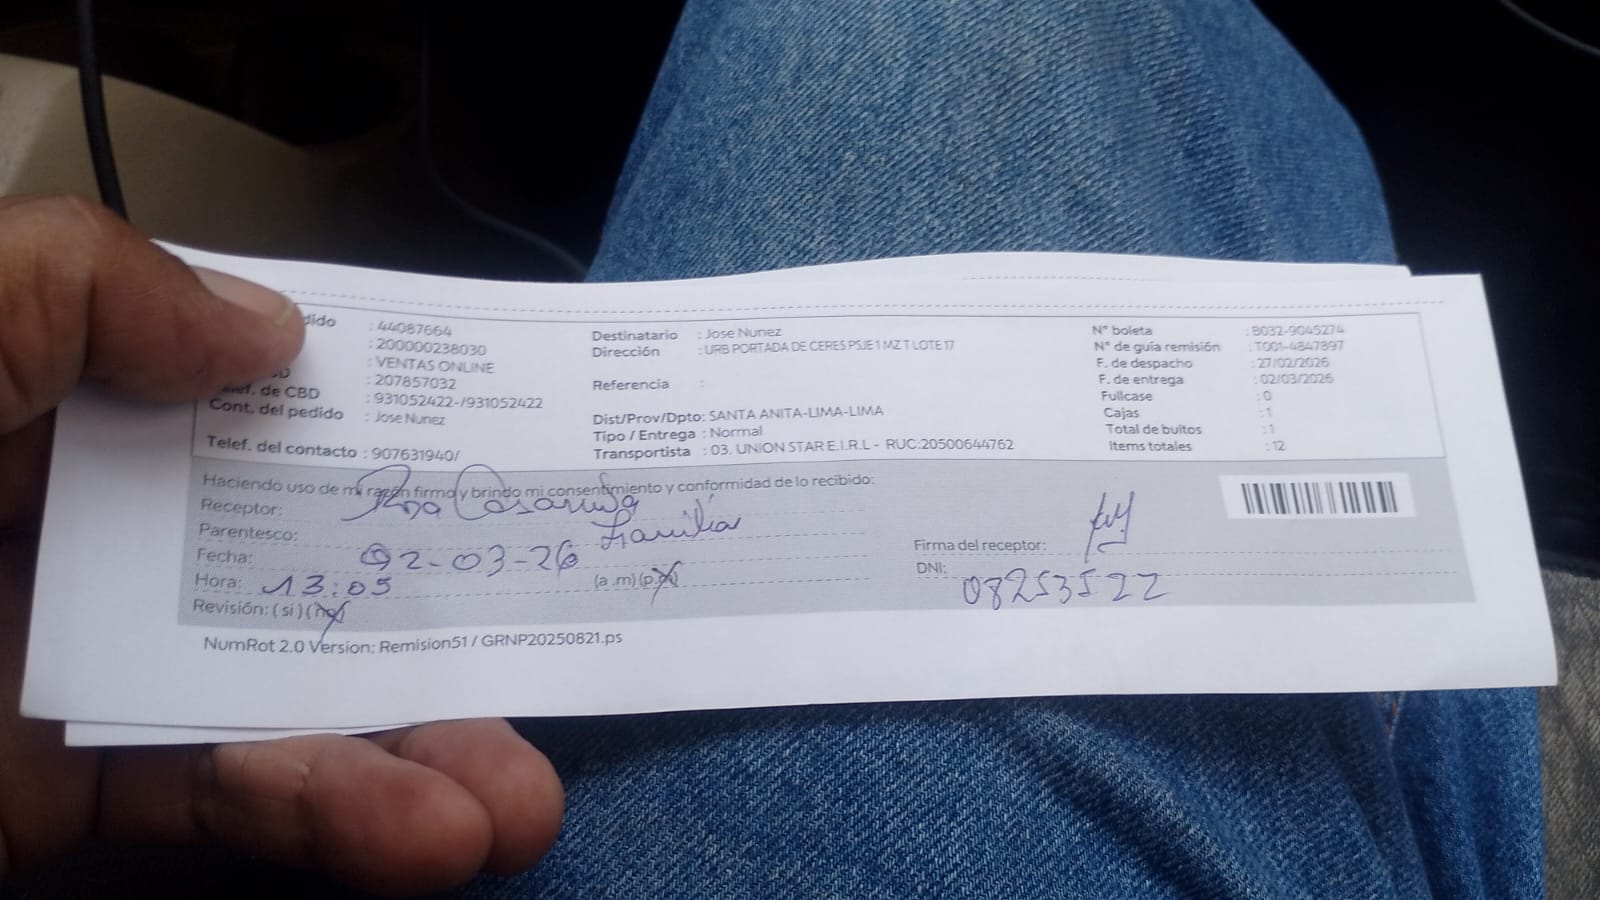 dido : 44087664
: 200000238030
: VENTAS ONLINE
: 207857032
Telef. de CBD : 931052422-/931052422
Cont. del pedido : Jose Nunez
Telef. del contacto : 907631940/
Destinatario : Jose Nunez
Dirección : URB PORTADA DE CERES PSJE 1 MZ T LOTE 17
Referencia :
Dist/Prov/Dpto: SANTA ANITA-LIMA-LIMA
Tipo / Entrega : Normal
Transportista : 03. UNION STAR E.I.R.L - RUC:20500644762
N° boleta : B032-9045274
N° de guía remisión : T001-4847897
F. de despacho : 27/02/2026
F. de entrega : 02/03/2026
Fullcase : 0
Cajas : 1
Total de bultos : 1
Items totales : 12
Haciendo uso de mi razón firmo y brindo mi consentimiento y conformidad de lo recibido:
Receptor:
Parentesco: Familia
Fecha: 02-03-26
Hora: 13:05 (a.m)(p.m)
Revisión: (si) (no)
Firma del receptor:
DNI: 08253522
NumRot 2.0 Version: Remision51 / GRNP20250821.ps